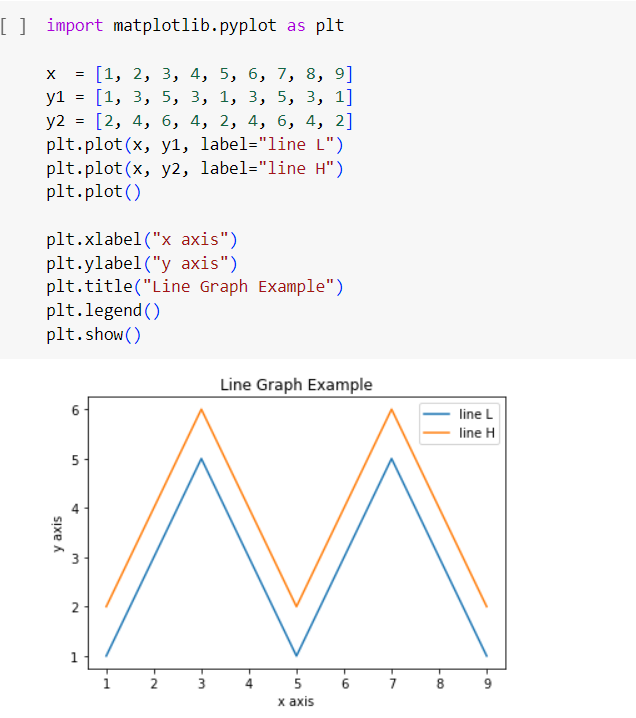 [ ] import matplotlib.pyplot as plt
x  = [1, 2, 3, 4, 5, 6, 7, 8, 9]
y1 = [1, 3, 5, 3, 1, 3, 5, 3, 1]
y2 = [2, 4, 6, 4, 2, 4, 6, 4, 2]
plt.plot(x, y1, label="line L")
plt.plot(x, y2, label="line H")
plt.plot()
plt.xlabel("x axis")
plt.ylabel("y axis")
plt.title("Line Graph Example")
plt.legend()
plt.show()
Line Graph Example
line L
line H
6
5
4
3
2
1
y axis
1 2 3 4 5 6 7 8 9
x axis